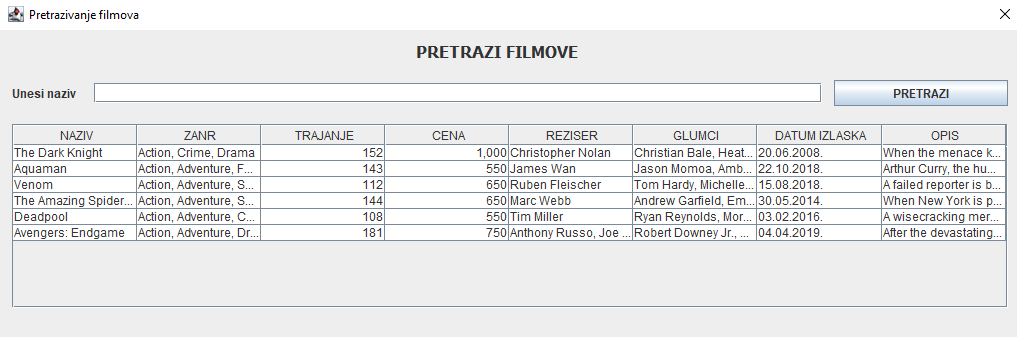 Pretrazivanje filmova
PRETRAZI FILMOVE
Unesi naziv PRETRAZI
NAZIV ZANR TRAJANJE CENA REZISER GLUMCI DATUM IZLASKA OPIS
The Dark Knight Action, Crime, Drama 152 1,000 Christopher Nolan Christian Bale, Heat... 20.06.2008. When the menace k...
Aquaman Action, Adventure, F... 143 550 James Wan Jason Momoa, Amb... 22.10.2018. Arthur Curry, the hu...
Venom Action, Adventure, S... 112 650 Ruben Fleischer Tom Hardy, Michelle... 15.08.2018. A failed reporter is b...
The Amazing Spider... Action, Adventure, S... 144 650 Marc Webb Andrew Garfield, Em... 30.05.2014. When New York is p...
Deadpool Action, Adventure, C... 108 550 Tim Miller Ryan Reynolds, Mor... 03.02.2016. A wisecracking mer...
Avengers: Endgame Action, Adventure, Dr... 181 750 Anthony Russo, Joe ... Robert Downey Jr., ... 04.04.2019. After the devastating...